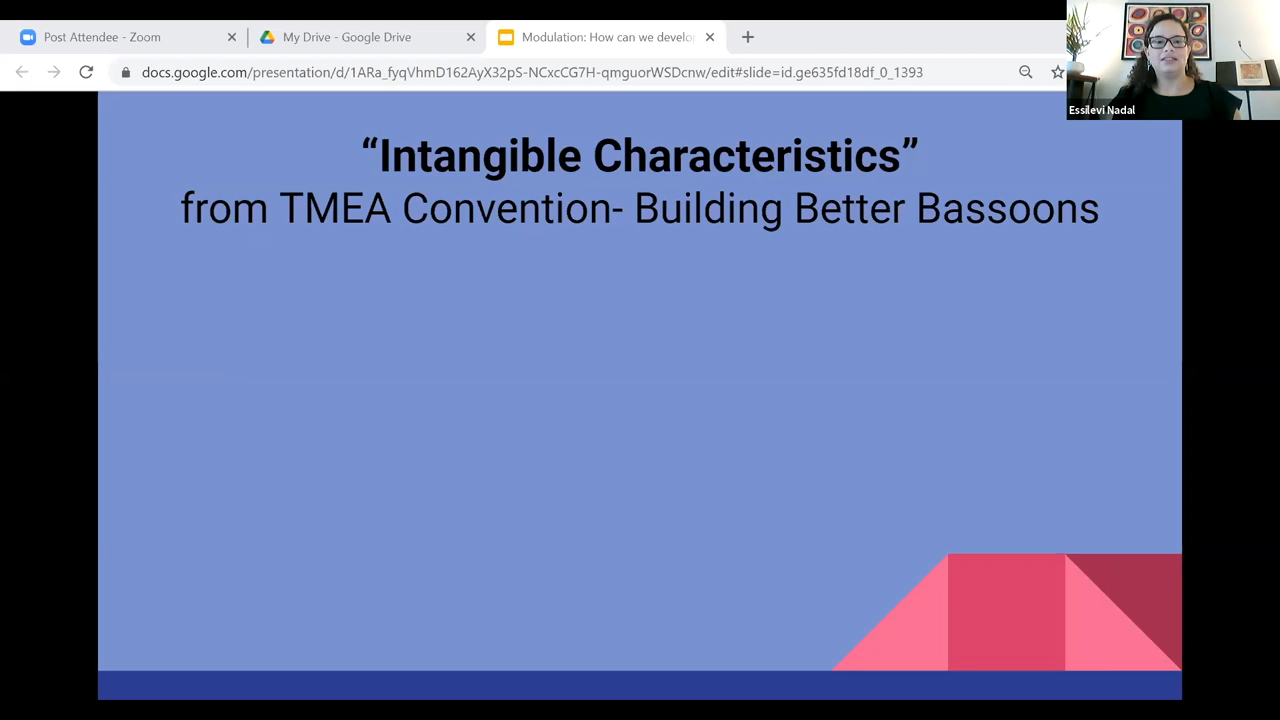 Post Attendee - Zoom
My Drive - Google Drive
Modulation: How can we develo
docs.google.com/presentation/d/1ARa_fyqVhmD162AyX32pS-NCxcCG7H-qmguorWSDcnw/edit#slide=id.ge635fd18df_0_1393
Essilevi Nadal
“Intangible Characteristics”
from TMEA Convention- Building Better Bassoons